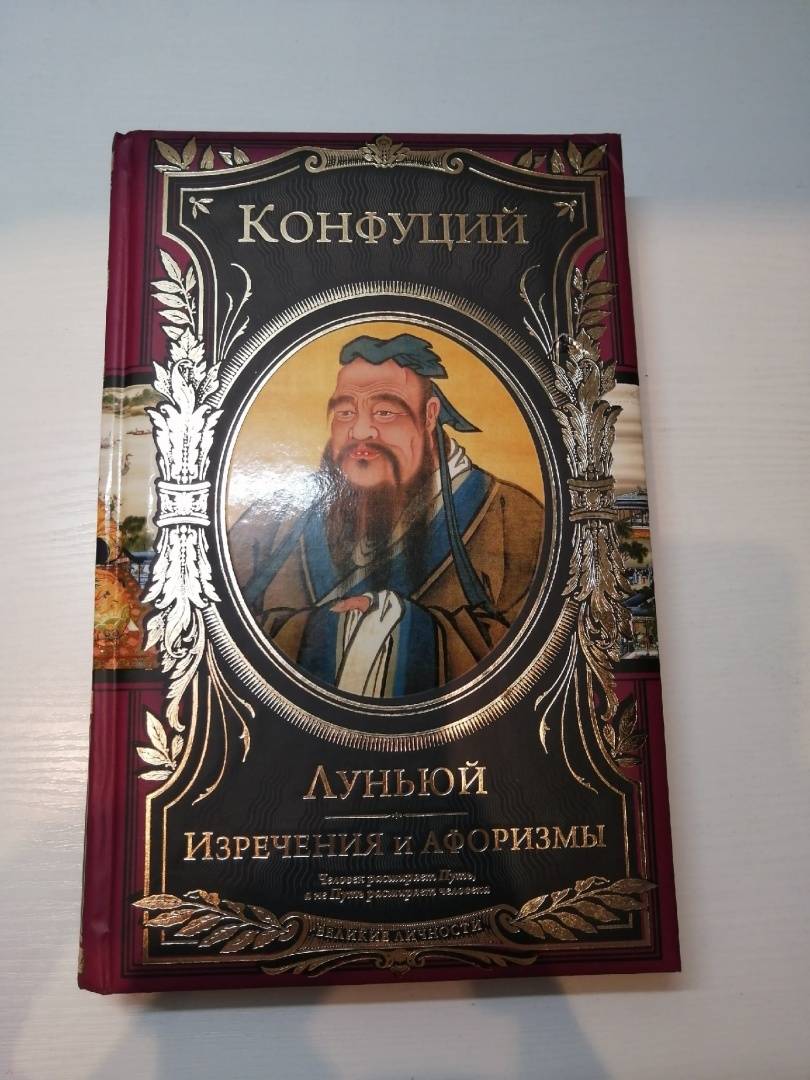 Конфуций
Луньюй
Изречения и афоризмы
Человек расширяет Путь,
а не Путь расширяет человека
ВЕЛИКИЕ ЛИЧНОСТИ